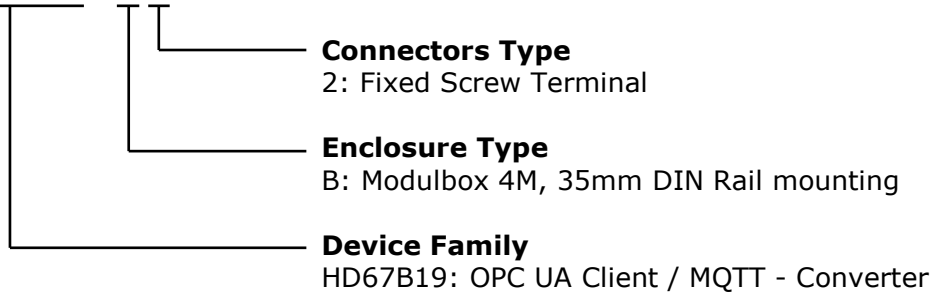 Connectors Type
2: Fixed Screw Terminal
Enclosure Type
B: Modulbox 4M, 35mm DIN Rail mounting
Device Family
HD67B19: OPC UA Client / MQTT - Converter